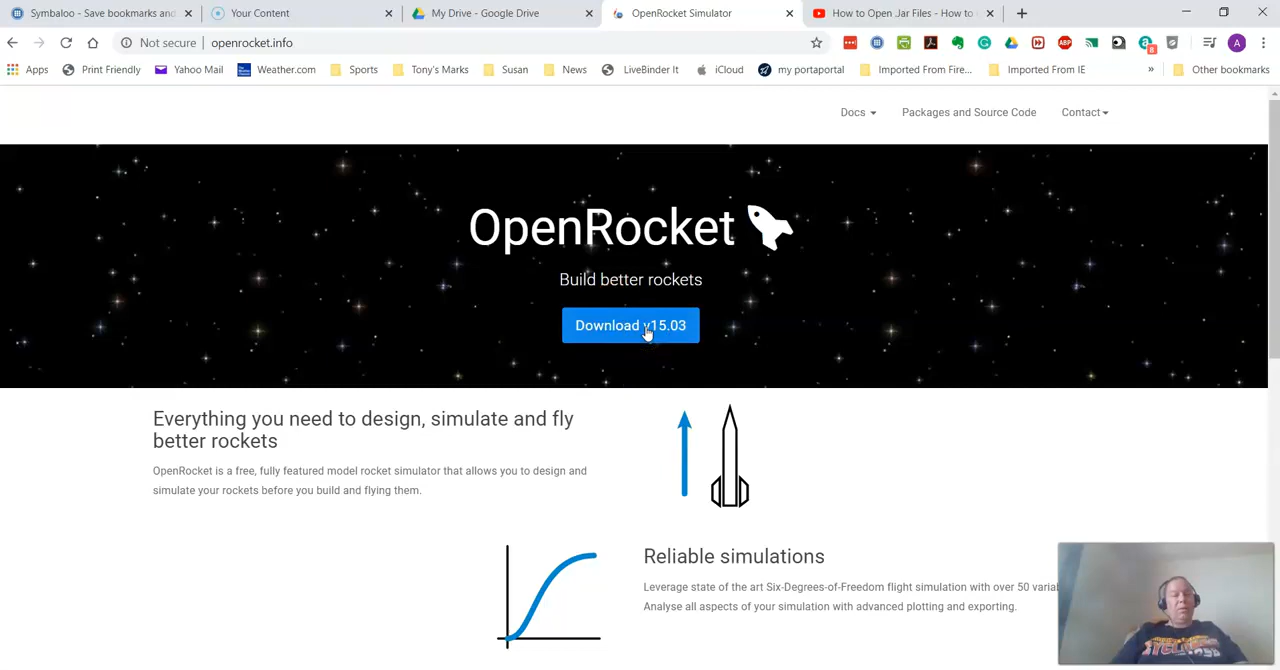 Symbaloo - Save bookmarks and
Your Content
My Drive - Google Drive
OpenRocket Simulator
How to Open .Jar Files - How to
Not secure | openrocket.info
Apps
Print Friendly
Yahoo Mail
Weather.com
Sports
Tony's Marks
Susan
News
LiveBinder It
iCloud
my portaportal
Imported From Fire...
Imported From IE
»
Other bookmarks
Docs
Packages and Source Code
Contact
OpenRocket
Build better rockets
Download v15.03
Everything you need to design, simulate and fly
better rockets
OpenRocket is a free, fully featured model rocket simulator that allows you to design and
simulate your rockets before you build and flying them.
Reliable simulations
Leverage state of the art Six-Degrees-of-Freedom flight simulation with over 50 variab
Analyse all aspects of your simulation with advanced plotting and exporting.